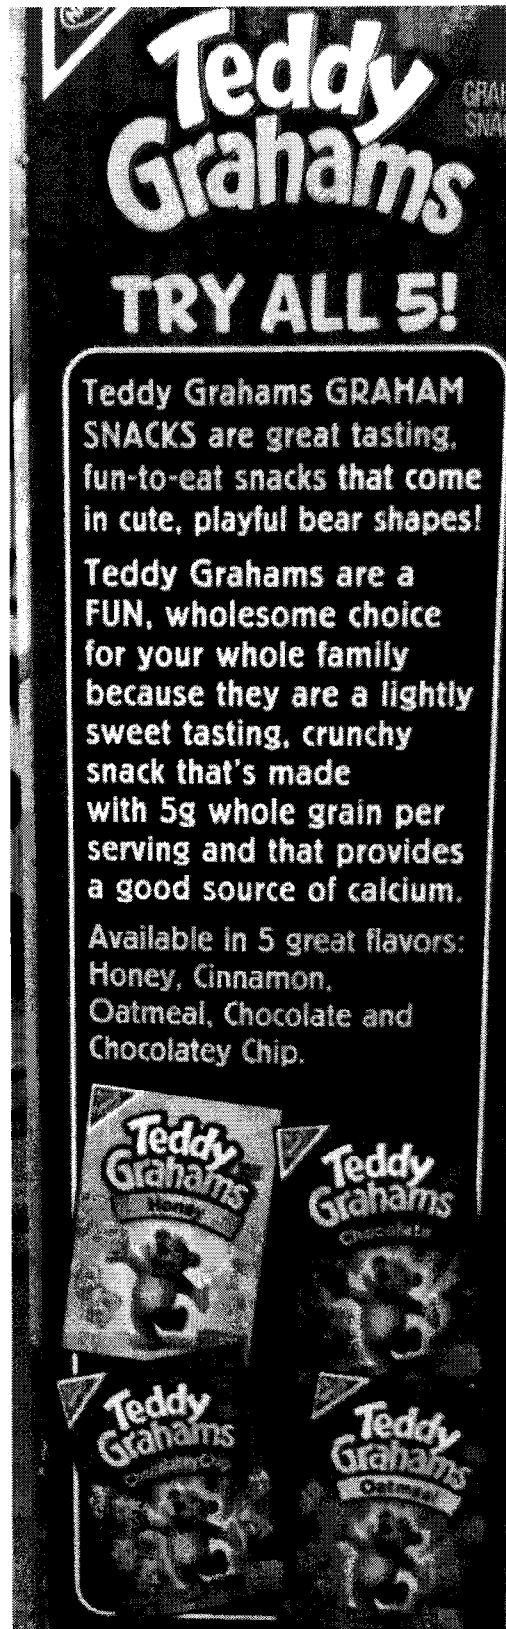 Teddy
Grahams
TRY ALL 5!
Teddy Grahams GRAHAM
SNACKS are great tasting,
fun-to-eat snacks that come
in cute, playful bear shapes!
Teddy Grahams are a
FUN, wholesome choice
for your whole family
because they are a lightly
sweet tasting, crunchy
snack that's made
with 5g whole grain per
serving and that provides
a good source of calcium.
Available in 5 great flavors:
Honey, Cinnamon,
Oatmeal, Chocolate and
Chocolatey Chip.
Teddy
Grahams
Honey
Teddy
Grahams
Chocolate
Teddy
Grahams
Chocolatey Chip
Teddy
Grahams
Oatmeal